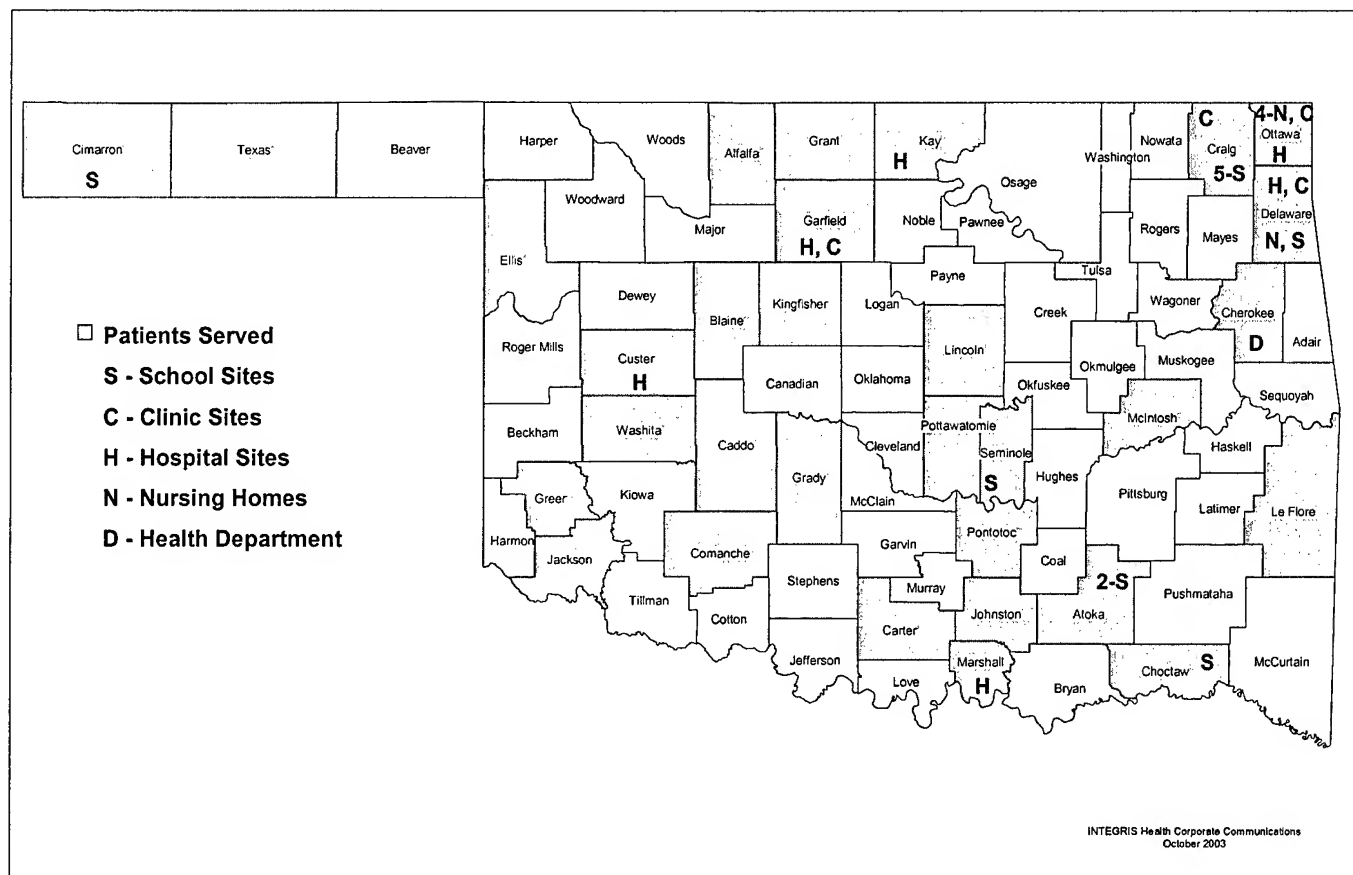 Cimarron
S
Texas
Beaver
Harper
Woods
Alfalfa
Grant
Kay
H
Osage
Washington
Nowata
C
Craig
5-S
4-N, C
Ottawa
H
Ellis
Woodward
Major
Garfield
H, C
Noble
Pawnee
Rogers
Mayes
H, C
Delaware
N, S
Dewey
Blaine
Kingfisher
Logan
Payne
Creek
Tulsa
Wagoner
Cherokee
D
Adair
Roger Mills
Custer
H
Canadian
Oklahoma
Lincoln
Okfuskee
Okmulgee
Muskogee
Sequoyah
Beckham
Washita
Caddo
Grady
Cleveland
McClain
Pottawatomie
Seminole
S
Hughes
McIntosh
Haskell
Pittsburg
Latimer
Le Flore
Harmon
Greer
Jackson
Kiowa
Comanche
Stephens
Garvin
Murray
Pontotoc
Coal
2-S
Atoka
Pushmataha
Tillman
Cotton
Jefferson
Carter
Love
Johnston
Marshall
H
Bryan
Choctaw
S
McCurtain
Patients Served
S - School Sites
C - Clinic Sites
H - Hospital Sites
N - Nursing Homes
D - Health Department
INTEGRIS Health Corporate Communications
October 2003